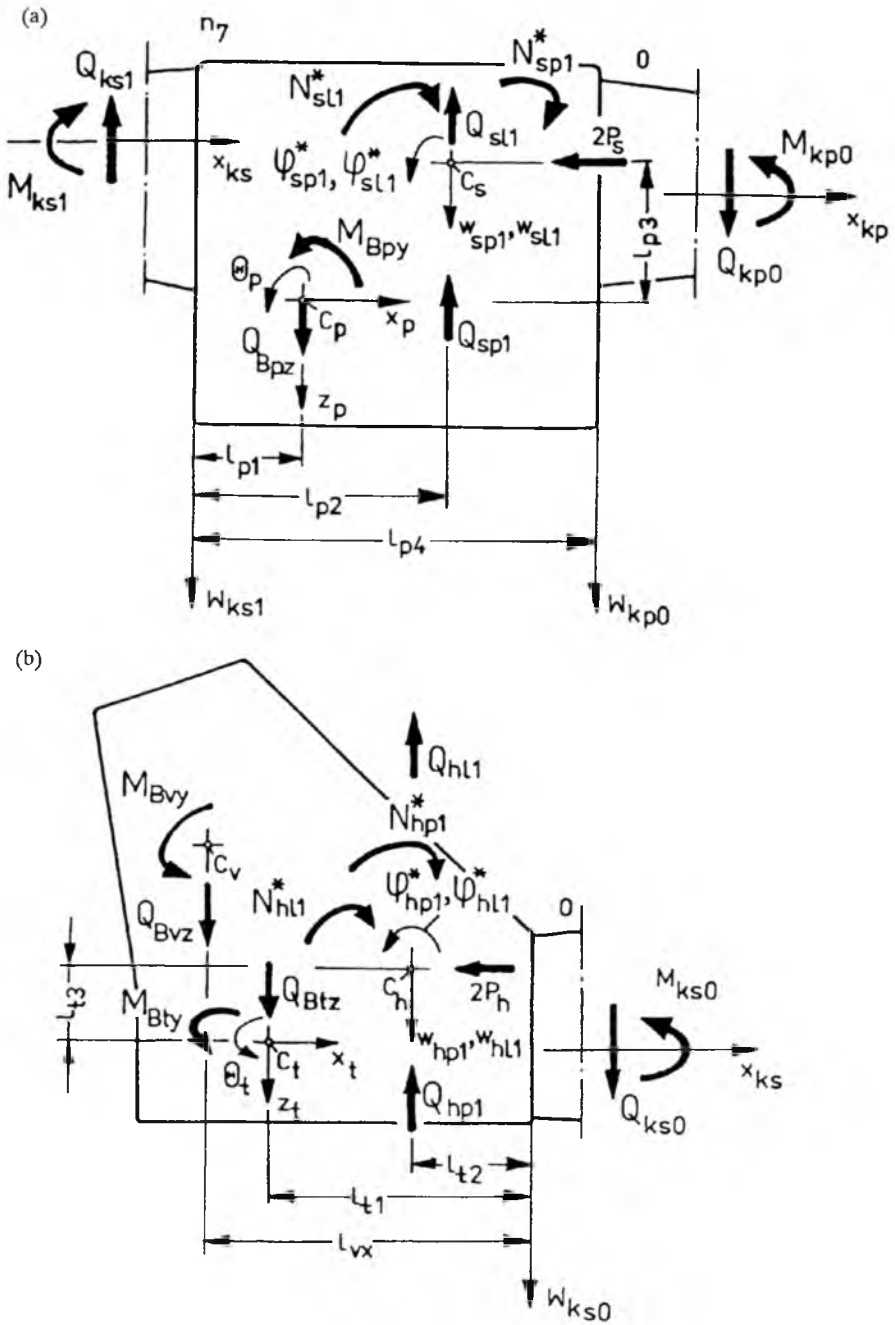 (a)
n₇
Q_ks1
N*_sl1
N*_sp1
0
Q_sl1
2P_s
M_kp0
M_ks1
x_ks
φ*_sp1, φ*_sl1
C_s
l_p3
x_kp
w_sp1, w_sl1
M_Bpy
Θ_p
Q_kp0
C_p
x_p
Q_sp1
Q_Bpz
z_p
l_p1
l_p2
l_p4
w_ks1
w_kp0
(b)
Q_hl1
M_Bvy
N*_hp1
C_v
φ*_hp1, φ*_hl1
N*_hl1
0
Q_Bvz
l_t3
M_Bty
Q_Btz
C_h
2P_h
M_ks0
Θ_t
C_t
x_t
w_hp1, w_hl1
x_ks
z_t
Q_hp1
Q_ks0
l_t2
l_t1
l_vx
w_ks0